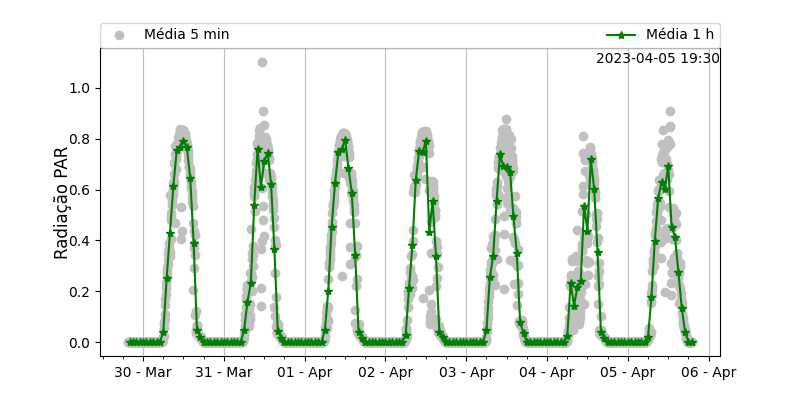 Média 5 min Média 1 h
2023-04-05 19:30
1.0
0.8
0.6
0.4
0.2
0.0
Radiação PAR
30 - Mar 31 - Mar 01 - Apr 02 - Apr 03 - Apr 04 - Apr 05 - Apr 06 - Apr